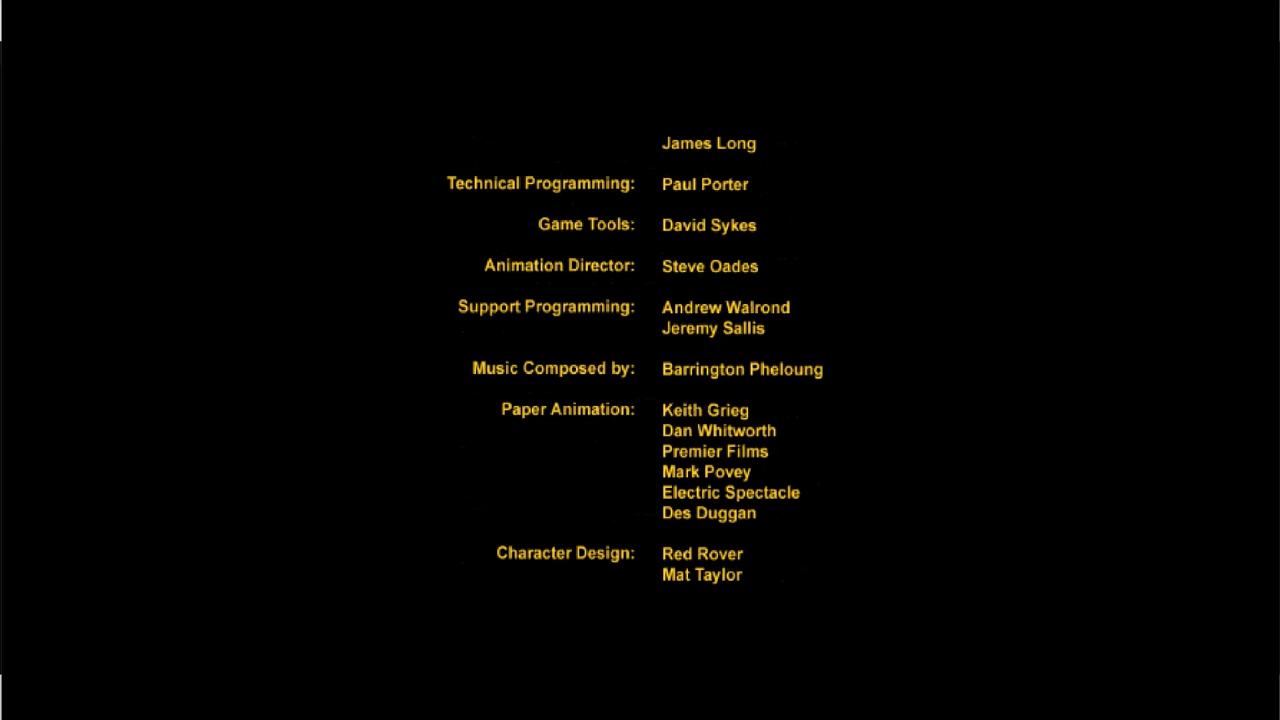 James Long
Technical Programming: Paul Porter
Game Tools: David Sykes
Animation Director: Steve Oades
Support Programming: Andrew Walrond
Jeremy Sallis
Music Composed by: Barrington Pheloung
Paper Animation: Keith Grieg
Dan Whitworth
Premier Films
Mark Povey
Electric Spectacle
Des Duggan
Character Design: Red Rover
Mat Taylor